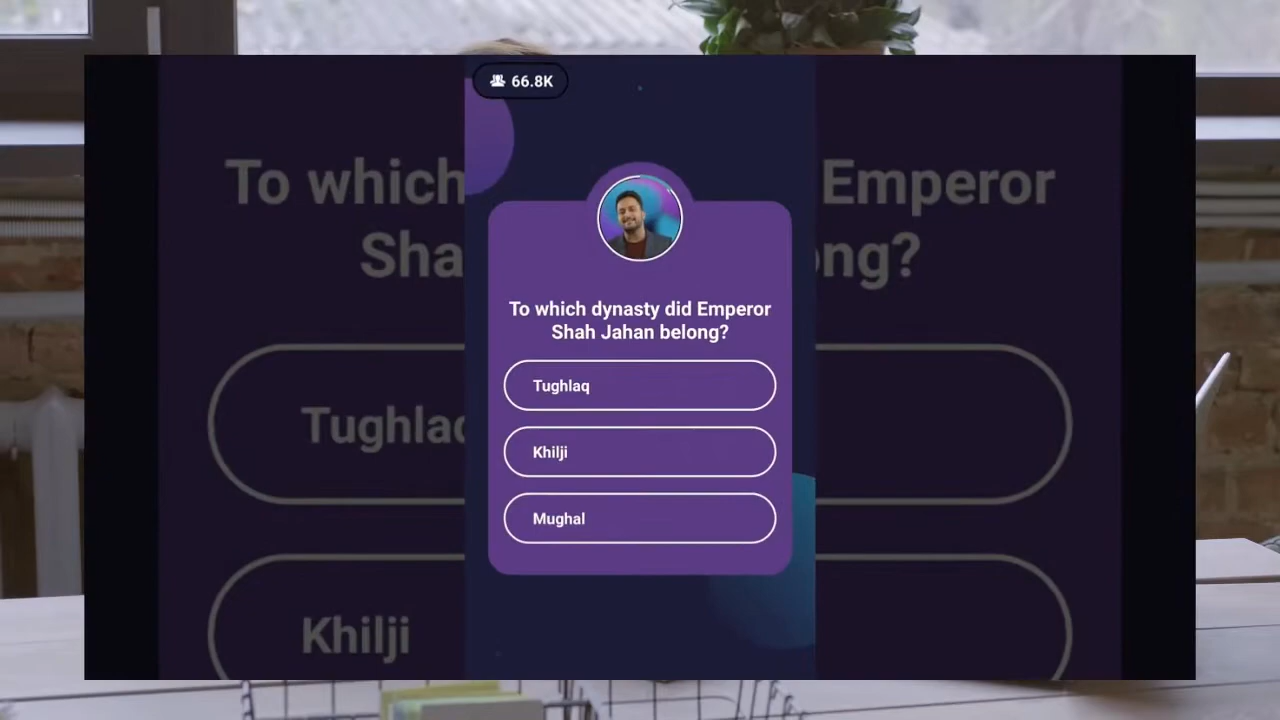 66.8K
To which dynasty did Emperor
Shah Jahan belong?
Tughlaq
Khilji
Mughal
To which
Emperor
Sha
ong?
Tughlaq
Khilji